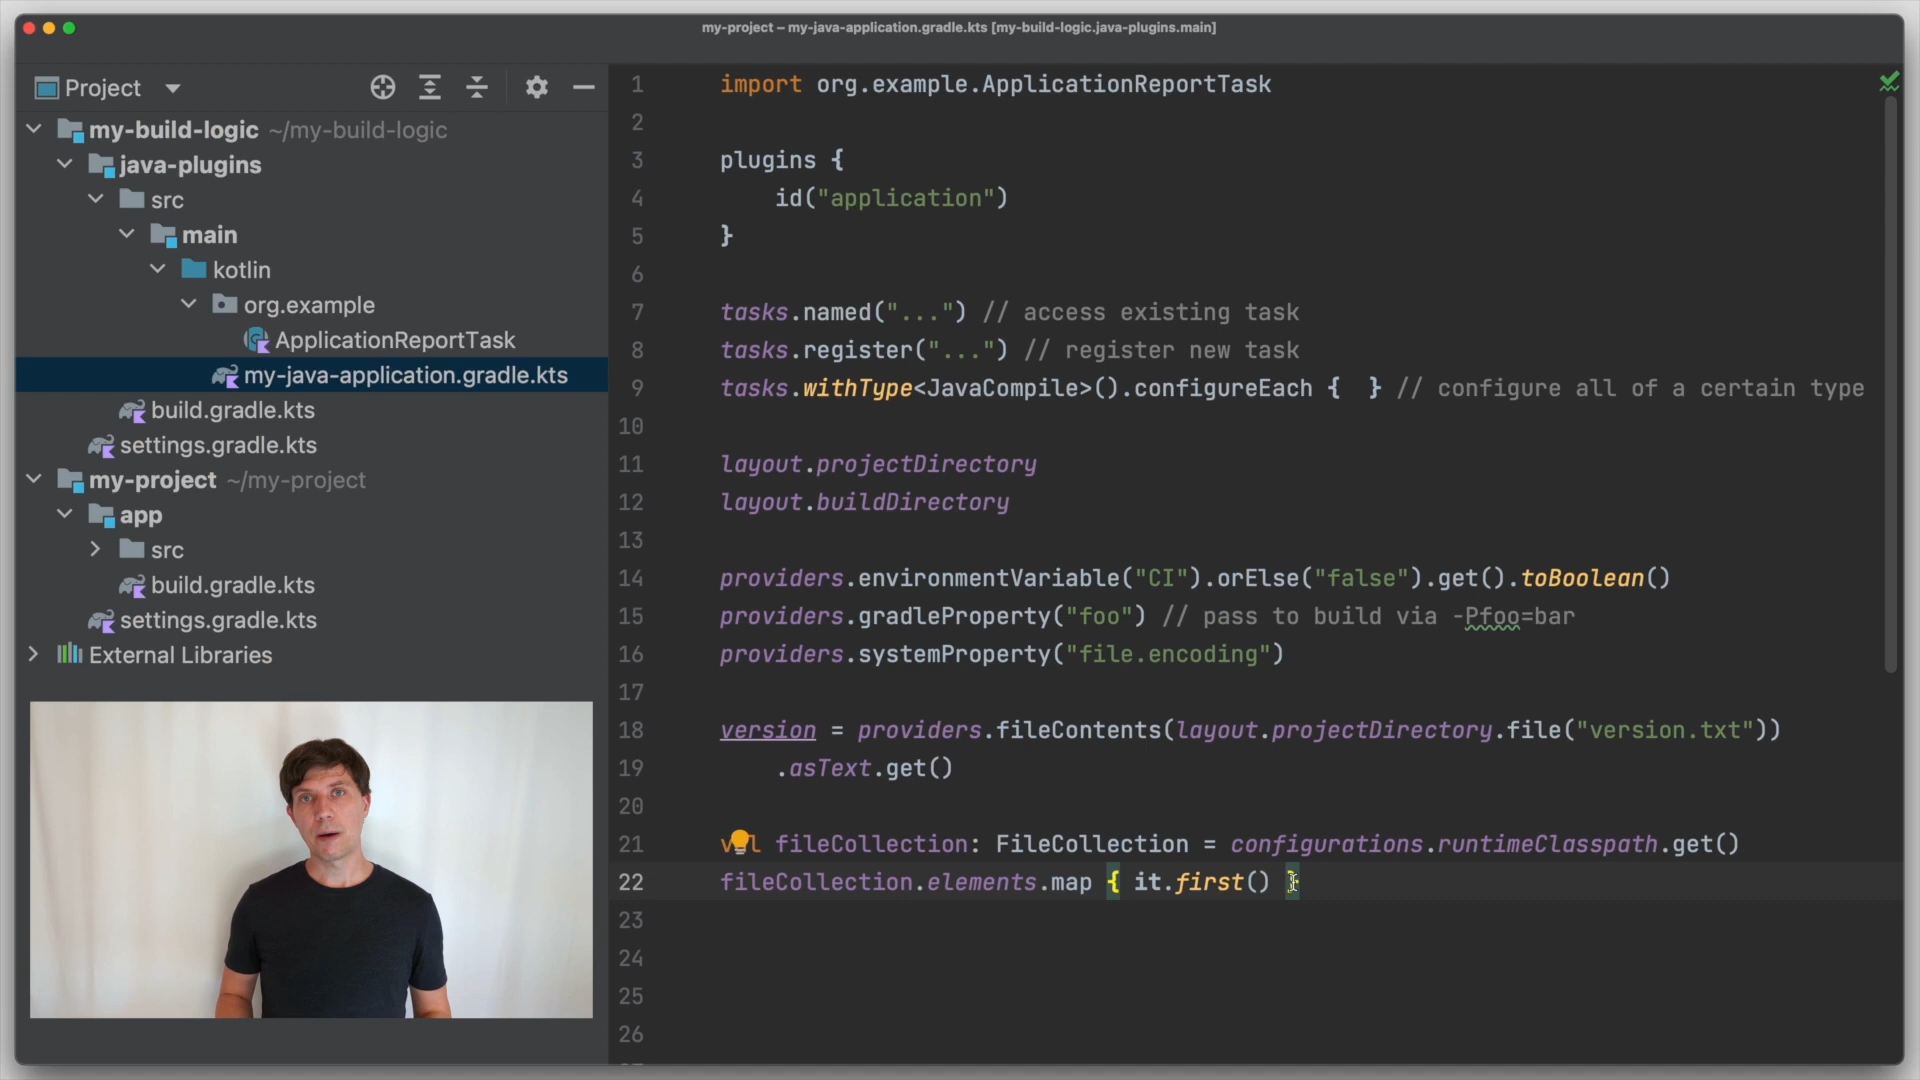 my-project – my-java-application.gradle.kts [my-build-logic.java-plugins.main]
Project
my-build-logic ~/my-build-logic
java-plugins
src
main
kotlin
org.example
ApplicationReportTask
my-java-application.gradle.kts
build.gradle.kts
settings.gradle.kts
my-project ~/my-project
app
src
build.gradle.kts
settings.gradle.kts
External Libraries
1 import org.example.ApplicationReportTask
2
3 plugins {
4 id("application")
5 }
6
7 tasks.named("...") // access existing task
8 tasks.register("...") // register new task
9 tasks.withType<JavaCompile>().configureEach {  } // configure all of a certain type
10
11 layout.projectDirectory
12 layout.buildDirectory
13
14 providers.environmentVariable("CI").orElse("false").get().toBoolean()
15 providers.gradleProperty("foo") // pass to build via -Pfoo=bar
16 providers.systemProperty("file.encoding")
17
18 version = providers.fileContents(layout.projectDirectory.file("version.txt"))
19 .asText.get()
20
21 val fileCollection: FileCollection = configurations.runtimeClasspath.get()
22 fileCollection.elements.map { it.first() }
23
24
25
26